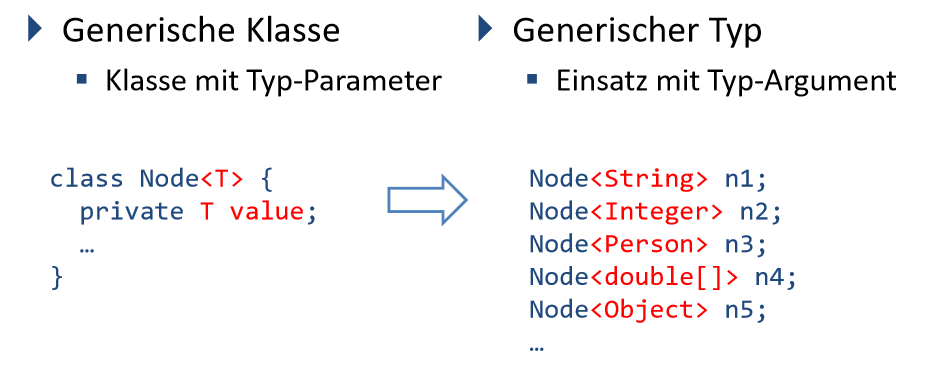 Generische Klasse
Klasse mit Typ-Parameter
class Node<T> {
  private T value;
  …
}
Generischer Typ
Einsatz mit Typ-Argument
Node<String> n1;
Node<Integer> n2;
Node<Person> n3;
Node<double[]> n4;
Node<Object> n5;
…